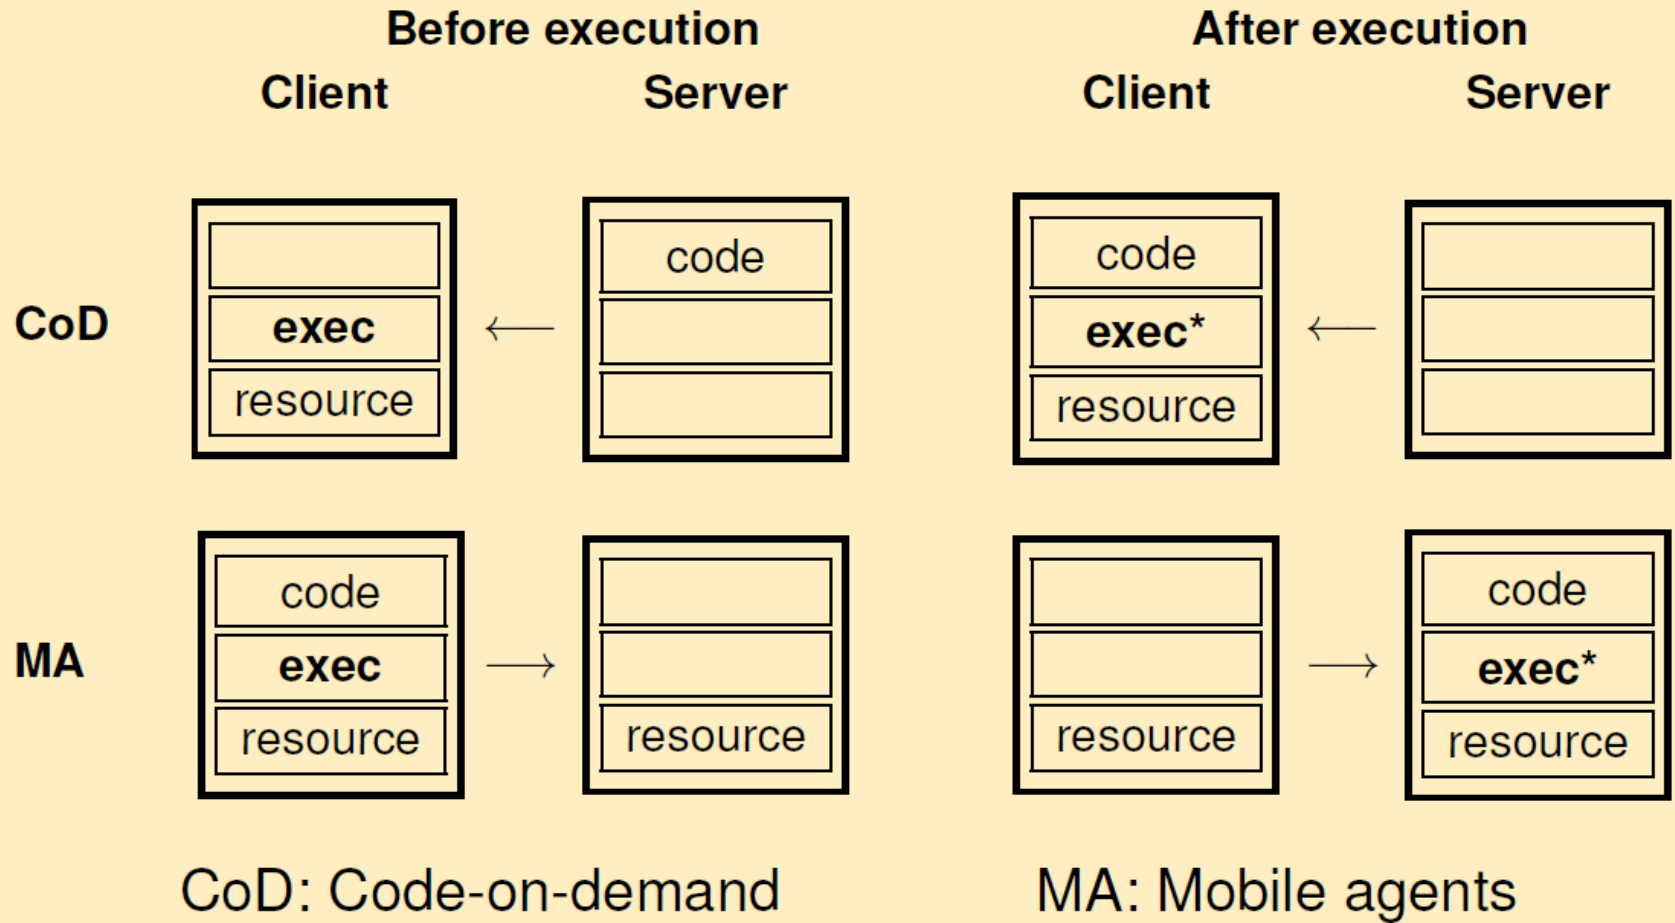 Before execution After execution
Client Server Client Server
code code
CoD exec exec*
resource resource
code code
MA exec exec*
resource resource resource resource
CoD: Code-on-demand MA: Mobile agents